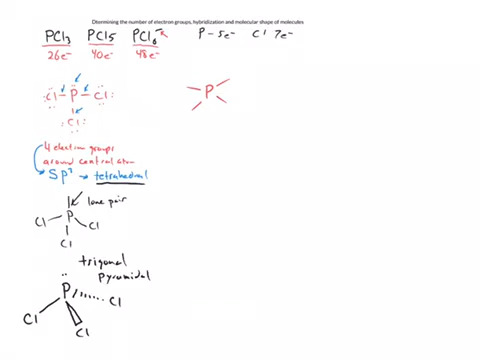 Dtermining the number of electron groups, hybridization and molecular shape of molecules
PCl3 PCl5 PCl6- P - 5e- Cl 7e-
26e- 40e- 48e-
Cl - P - Cl
Cl
P
4 electron groups
around central atom
SP3 → tetrahedral
lone pair
P
Cl Cl
Cl
trigonal
pyramidal
P
Cl
Cl
Cl